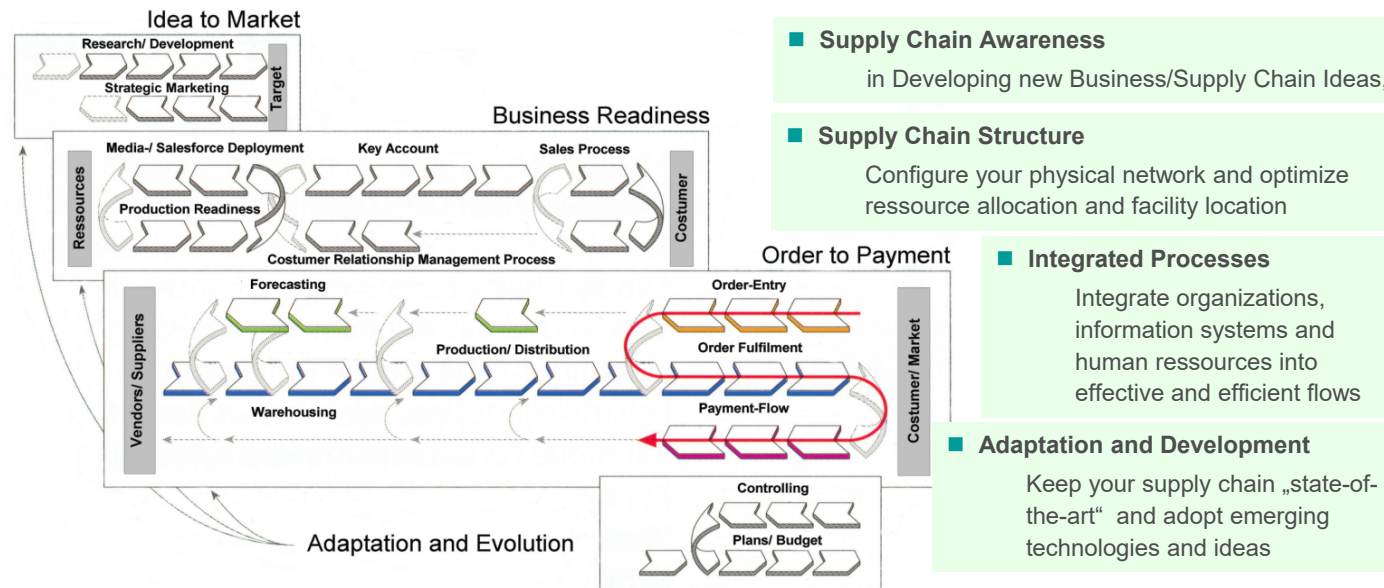 Idea to Market
Research/ Development
Strategic Marketing
Target
Business Readiness
Media-/ Salesforce Deployment
Key Account
Sales Process
Ressources
Production Readiness
Costumer
Costumer Relationship Management Process
Order to Payment
Forecasting
Order-Entry
Vendors/ Suppliers
Production/ Distribution
Order Fulfilment
Warehousing
Payment-Flow
Costumer/ Market
Controlling
Plans/ Budget
Adaptation and Evolution
Supply Chain Awareness
in Developing new Business/Supply Chain Ideas,
Supply Chain Structure
Configure your physical network and optimize
ressource allocation and facility location
Integrated Processes
Integrate organizations,
information systems and
human ressources into
effective and efficient flows
Adaptation and Development
Keep your supply chain „state-of-
the-art“ and adopt emerging
technologies and ideas